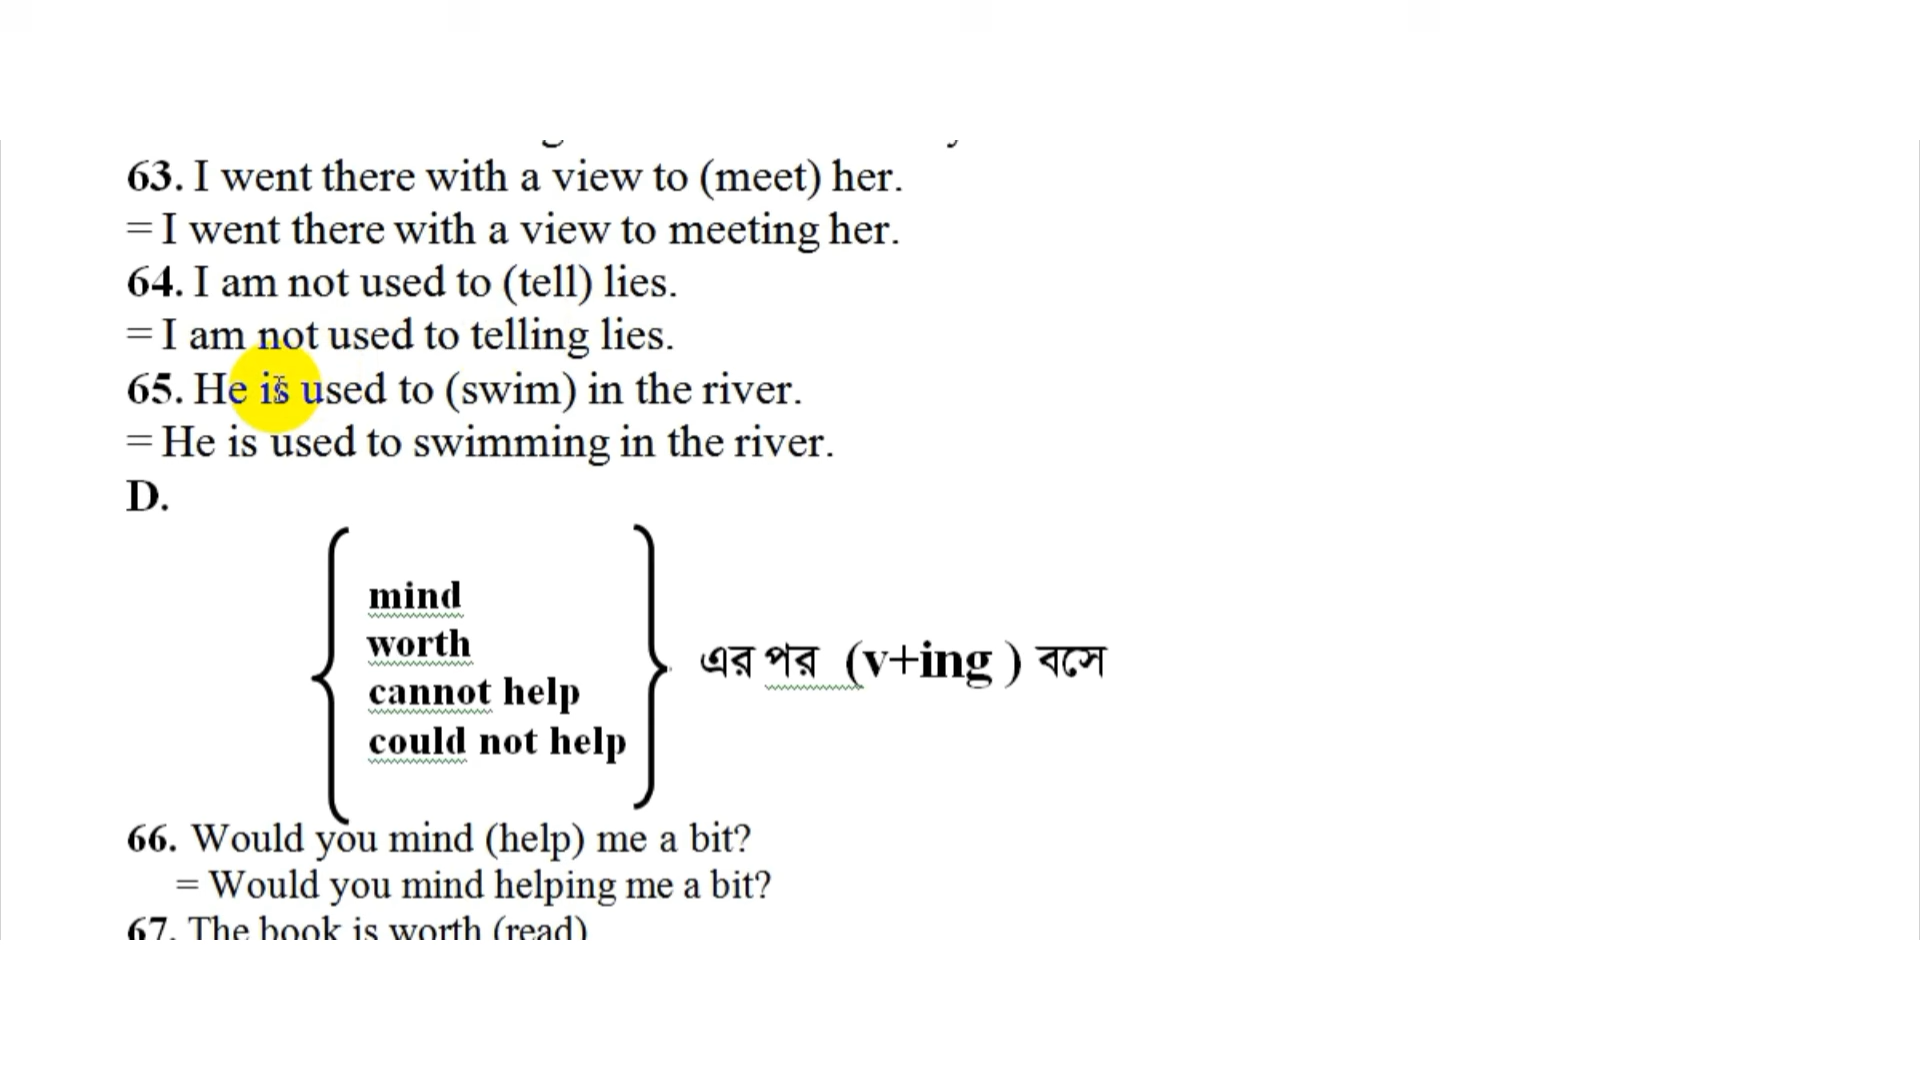 63. I went there with a view to (meet) her.
= I went there with a view to meeting her.
64. I am not used to (tell) lies.
= I am not used to telling lies.
65. He is used to (swim) in the river.
= He is used to swimming in the river.
D.
mind
worth
cannot help
could not help
এর পর (v+ing ) বসে
66. Would you mind (help) me a bit?
= Would you mind helping me a bit?
67. The book is worth (read)